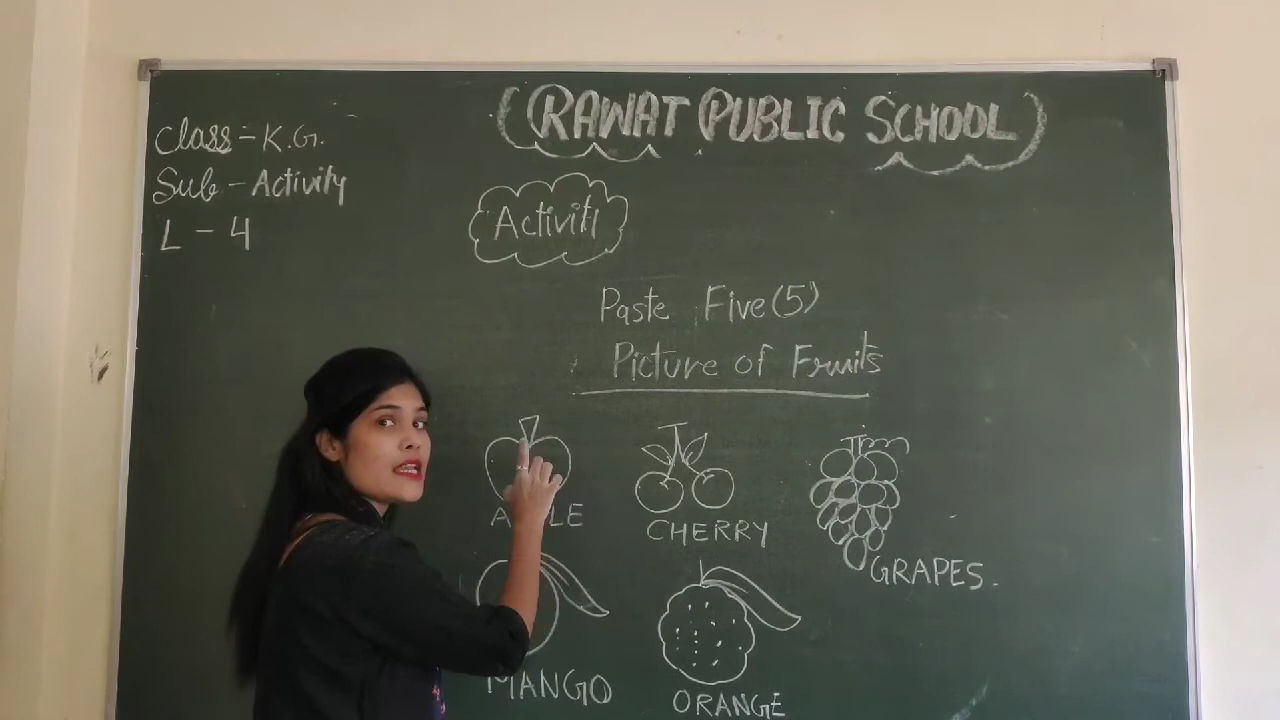 (RAWAT PUBLIC SCHOOL)
Class - K.G.
Sub - Activity
L - 4
Activiti
Paste Five (5)
Picture of Fruits
CHERRY
GRAPES.
MANGO
ORANGE